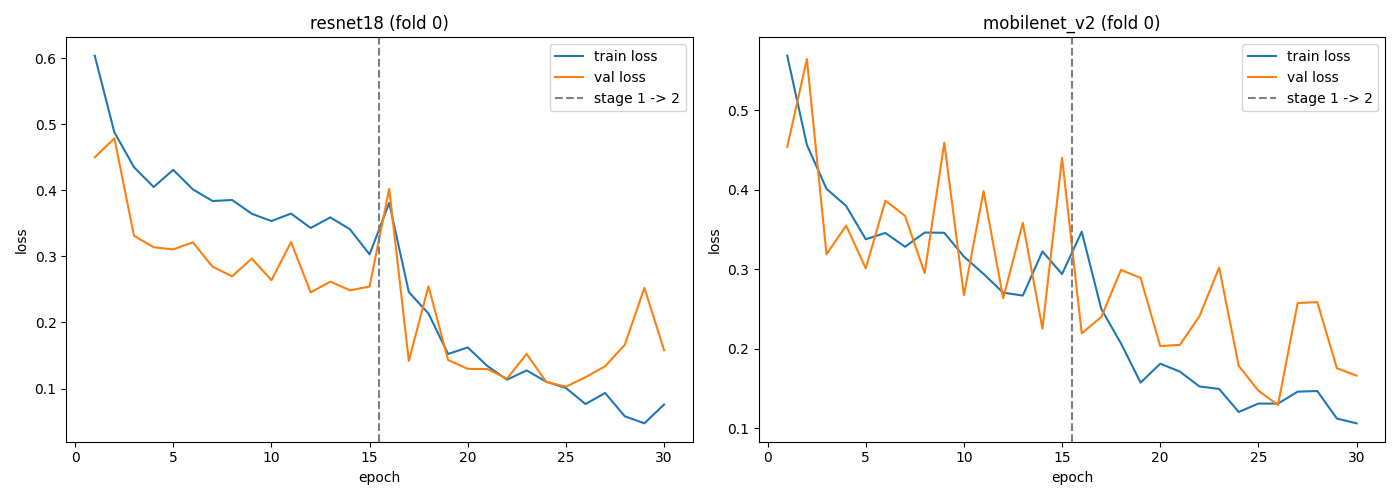 resnet18 (fold 0)
0.6
0.5
0.4
0.3
0.2
0.1
loss
train loss
val loss
stage 1 -> 2
0
5
10
15
20
25
30
epoch
mobilenet_v2 (fold 0)
0.5
0.4
0.3
0.2
0.1
loss
train loss
val loss
stage 1 -> 2
0
5
10
15
20
25
30
epoch